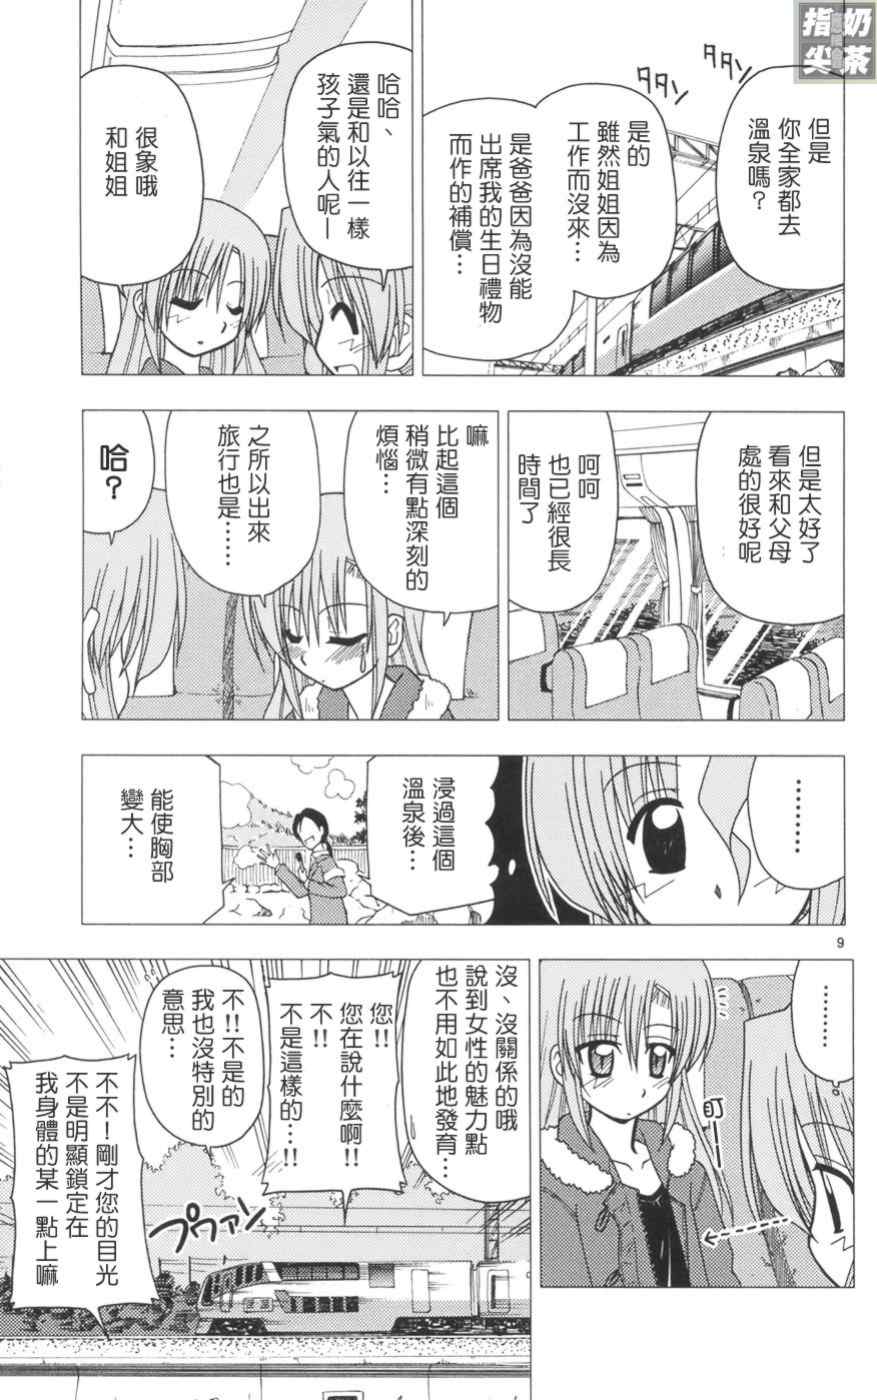 指奶
尖茶
但是
你全家都去
溫泉嗎?
タタン
タタン
是的
雖然姐姐因為
工作而沒來…
是爸爸因為沒能
出席我的生日禮物
而作的補償…
哈哈、
還是和以往一樣
孩子氣的人呢ー
很象哦
和姐姐
但是太好了
看來和父母
處的很好呢
呵呵
也已經很長
時間了
嘛
比起這個
稍微有點深刻的
煩惱…
之所以出來
旅行也是……
哈?
………
浸過這個
溫泉後…
能使胸部
變大…
9
……
盯ー
沒、沒關係的哦
說到女性的魅力點
也不用如此地發育…
您!!
您在說什麼啊!!
不!!
不是這樣的…!!
不!!不是的
我也沒特別的
意思…
不不!剛才您的目光
不是明顯鎖定在
我身體的某一點上嘛
プウァン